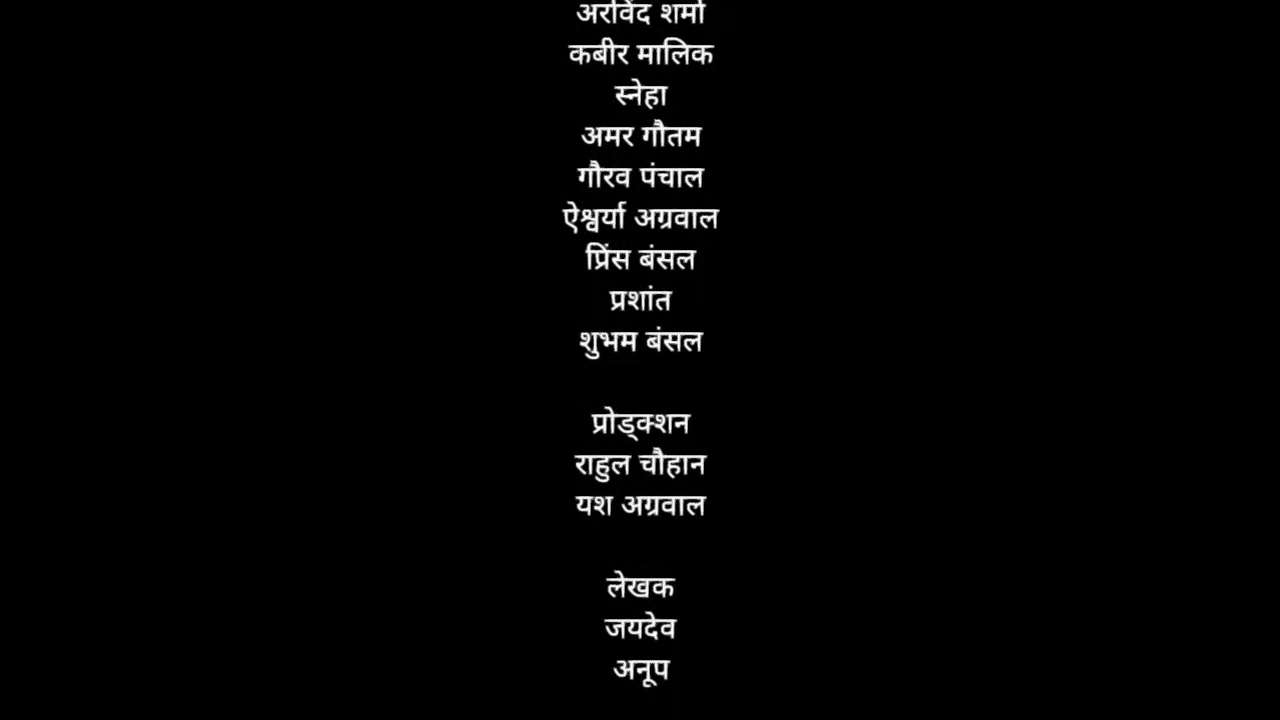 अरविंद शर्मा
कबीर मालिक
स्नेहा
अमर गौतम
गौरव पंचाल
ऐश्वर्या अग्रवाल
प्रिंस बंसल
प्रशांत
शुभम बंसल
प्रोड्क्शन
राहुल चौहान
यश अग्रवाल
लेखक
जयदेव
अनूप